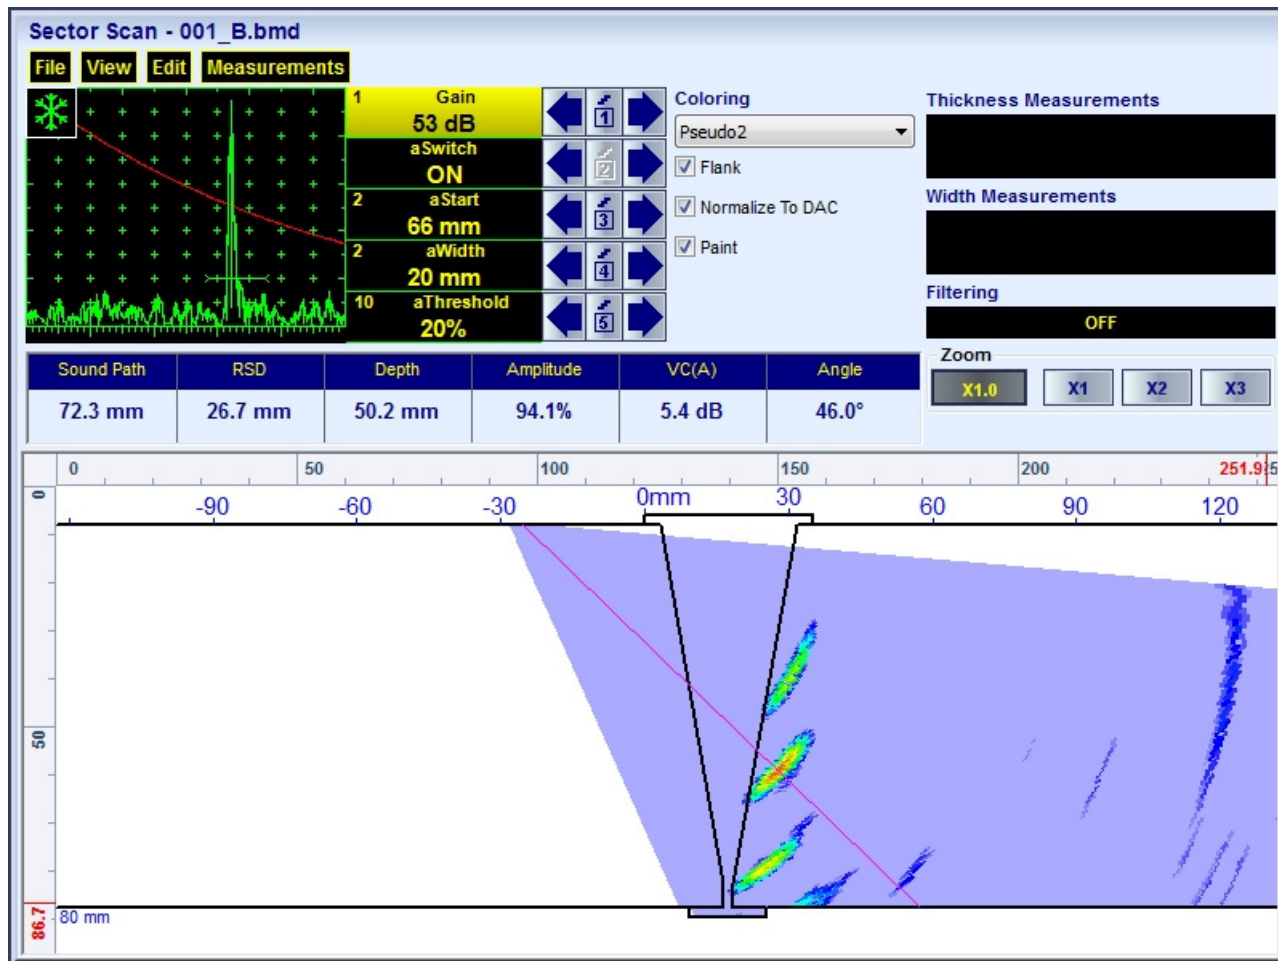 Sector Scan - 001_B.bmd
File View Edit Measurements
1 Gain
53 dB
1
aSwitch
ON
2
2 aStart
66 mm
3
2 aWidth
20 mm
4
10 aThreshold
20%
5
Coloring
Pseudo2
Flank
Normalize To DAC
Paint
Thickness Measurements
Width Measurements
Filtering
OFF
Zoom
X1.0 X1 X2 X3
Sound Path RSD Depth Amplitude VC(A) Angle
72.3 mm 26.7 mm 50.2 mm 94.1% 5.4 dB 46.0°
0 50 100 150 200 251.9
0
-90 -60 -30 0mm 30 60 90 120
50
86.7
80 mm